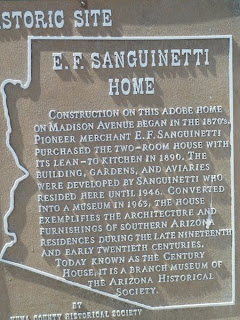 ISTORIC SITE
E. F. SANGUINETTI
HOME
CONSTRUCTION ON THIS ADOBE HOME
ON MADISON AVENUE BEGAN IN THE 1870'S.
PIONEER MERCHANT E. F. SANGUINETTI
PURCHASED THE TWO-ROOM HOUSE WITH
ITS LEAN-TO KITCHEN IN 1890. THE
BUILDING, GARDENS, AND AVIARIES
WERE DEVELOPED BY SANGUINETTI WHO
RESIDED HERE UNTIL 1946. CONVERTED
INTO A MUSEUM IN 1963, THE HOUSE
EXEMPLIFIES THE ARCHITECTURE AND
FURNISHINGS OF SOUTHERN ARIZONA
RESIDENCES DURING THE LATE NINETEENTH
AND EARLY TWENTIETH CENTURIES.
TODAY KNOWN AS THE CENTURY
HOUSE, IT IS A BRANCH MUSEUM OF
THE ARIZONA HISTORICAL
SOCIETY.
BY
YUMA COUNTY HISTORICAL SOCIETY